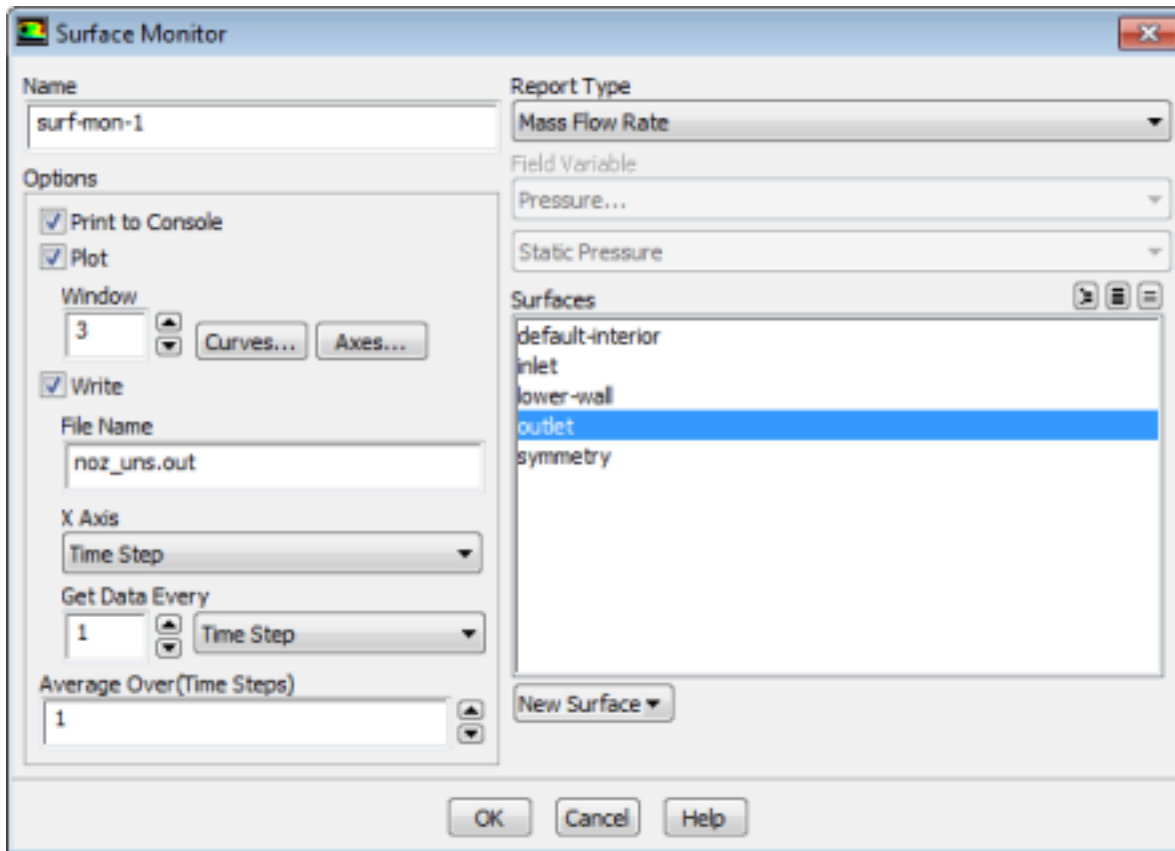 Surface Monitor
Name
surf-mon-1
Options
Print to Console
Plot
Window
3
Curves...
Axes...
Write
File Name
noz_uns.out
X Axis
Time Step
Get Data Every
1
Time Step
Average Over(Time Steps)
1
Report Type
Mass Flow Rate
Field Variable
Pressure...
Static Pressure
Surfaces
default-interior
inlet
lower-wall
outlet
symmetry
New Surface
OK
Cancel
Help